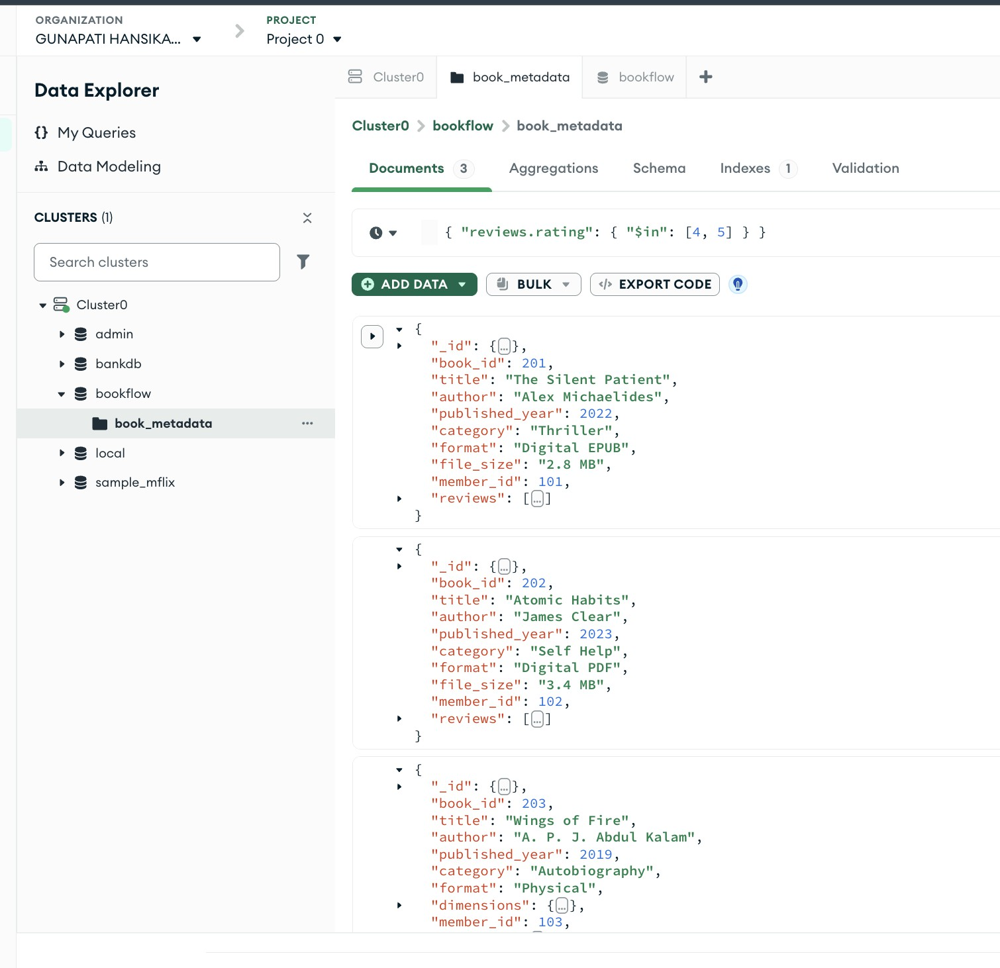 ORGANIZATION
GUNAPATI HANSIKA...
PROJECT
Project 0
Data Explorer
{} My Queries
Data Modeling
CLUSTERS (1)
Search clusters
Cluster0
admin
bankdb
bookflow
book_metadata ...
local
sample_mflix
Cluster0
book_metadata
bookflow
+
Cluster0 > bookflow > book_metadata
Documents 3 Aggregations Schema Indexes 1 Validation
{ "reviews.rating": { "$in": [4, 5] } }
ADD DATA
BULK
</> EXPORT CODE
{
"_id": {...},
"book_id": 201,
"title": "The Silent Patient",
"author": "Alex Michaelides",
"published_year": 2022,
"category": "Thriller",
"format": "Digital EPUB",
"file_size": "2.8 MB",
"member_id": 101,
"reviews": [...]
}
{
"_id": {...},
"book_id": 202,
"title": "Atomic Habits",
"author": "James Clear",
"published_year": 2023,
"category": "Self Help",
"format": "Digital PDF",
"file_size": "3.4 MB",
"member_id": 102,
"reviews": [...]
}
{
"_id": {...},
"book_id": 203,
"title": "Wings of Fire",
"author": "A. P. J. Abdul Kalam",
"published_year": 2019,
"category": "Autobiography",
"format": "Physical",
"dimensions": {...},
"member_id": 103,